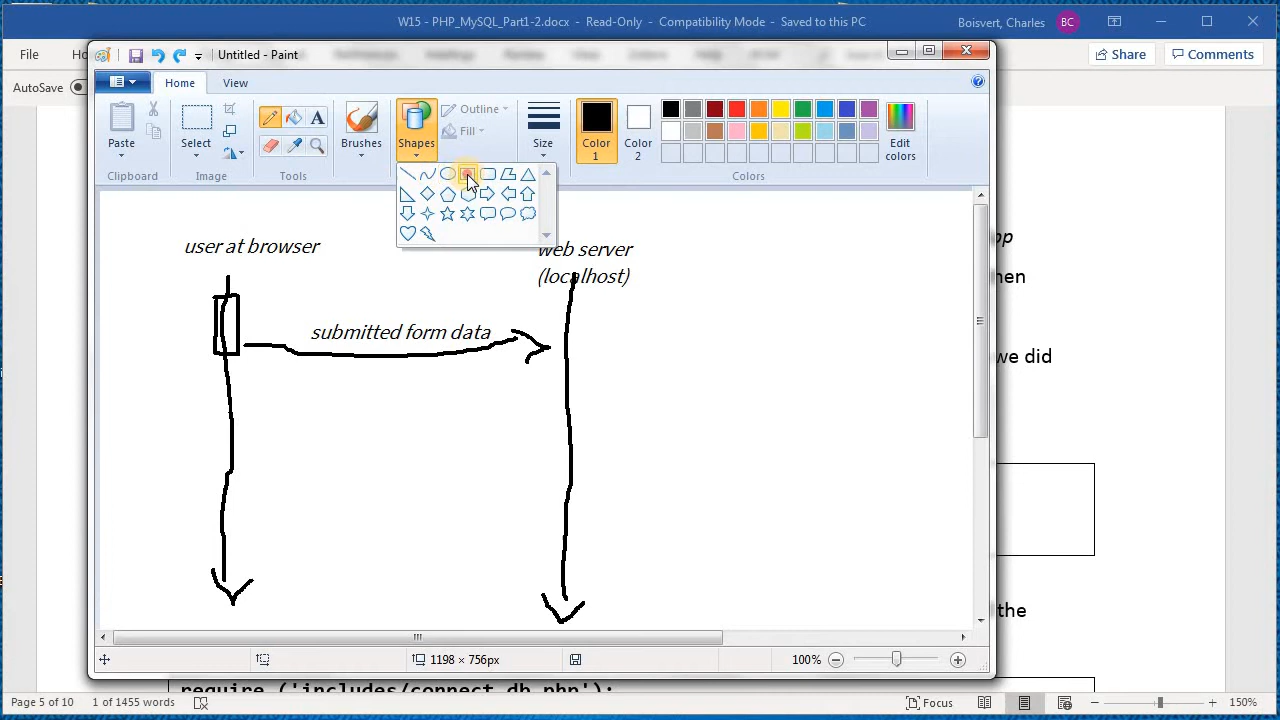 W15 - PHP_MySQL_Part1-2.docx - Read-Only - Compatibility Mode - Saved to this PC
Boisvert, Charles
BC
File
Share
Comments
AutoSave
Untitled - Paint
Home
View
Paste
Select
Brushes
Shapes
Outline
Fill
Size
Color
1
Color
2
Edit
colors
Clipboard
Image
Tools
Colors
user at browser
web server
(localhost)
submitted form data
we did
the
100%
1198 × 756px
require ('includes/connect_db.php');
Page 5 of 10
1 of 1455 words
Focus
150%